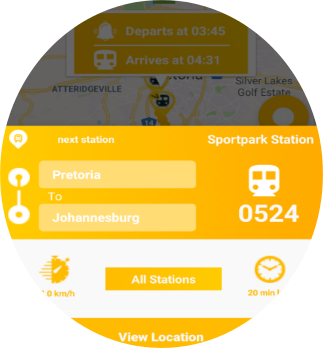 Departs at 03:45
Arrives at 04:31
Silver Lakes
Golf Estate
ATTERIDGEVILLE
14
next station
Sportpark Station
Pretoria
To
Johannesburg
0524
All Stations
0 km/h
20 min
View Location